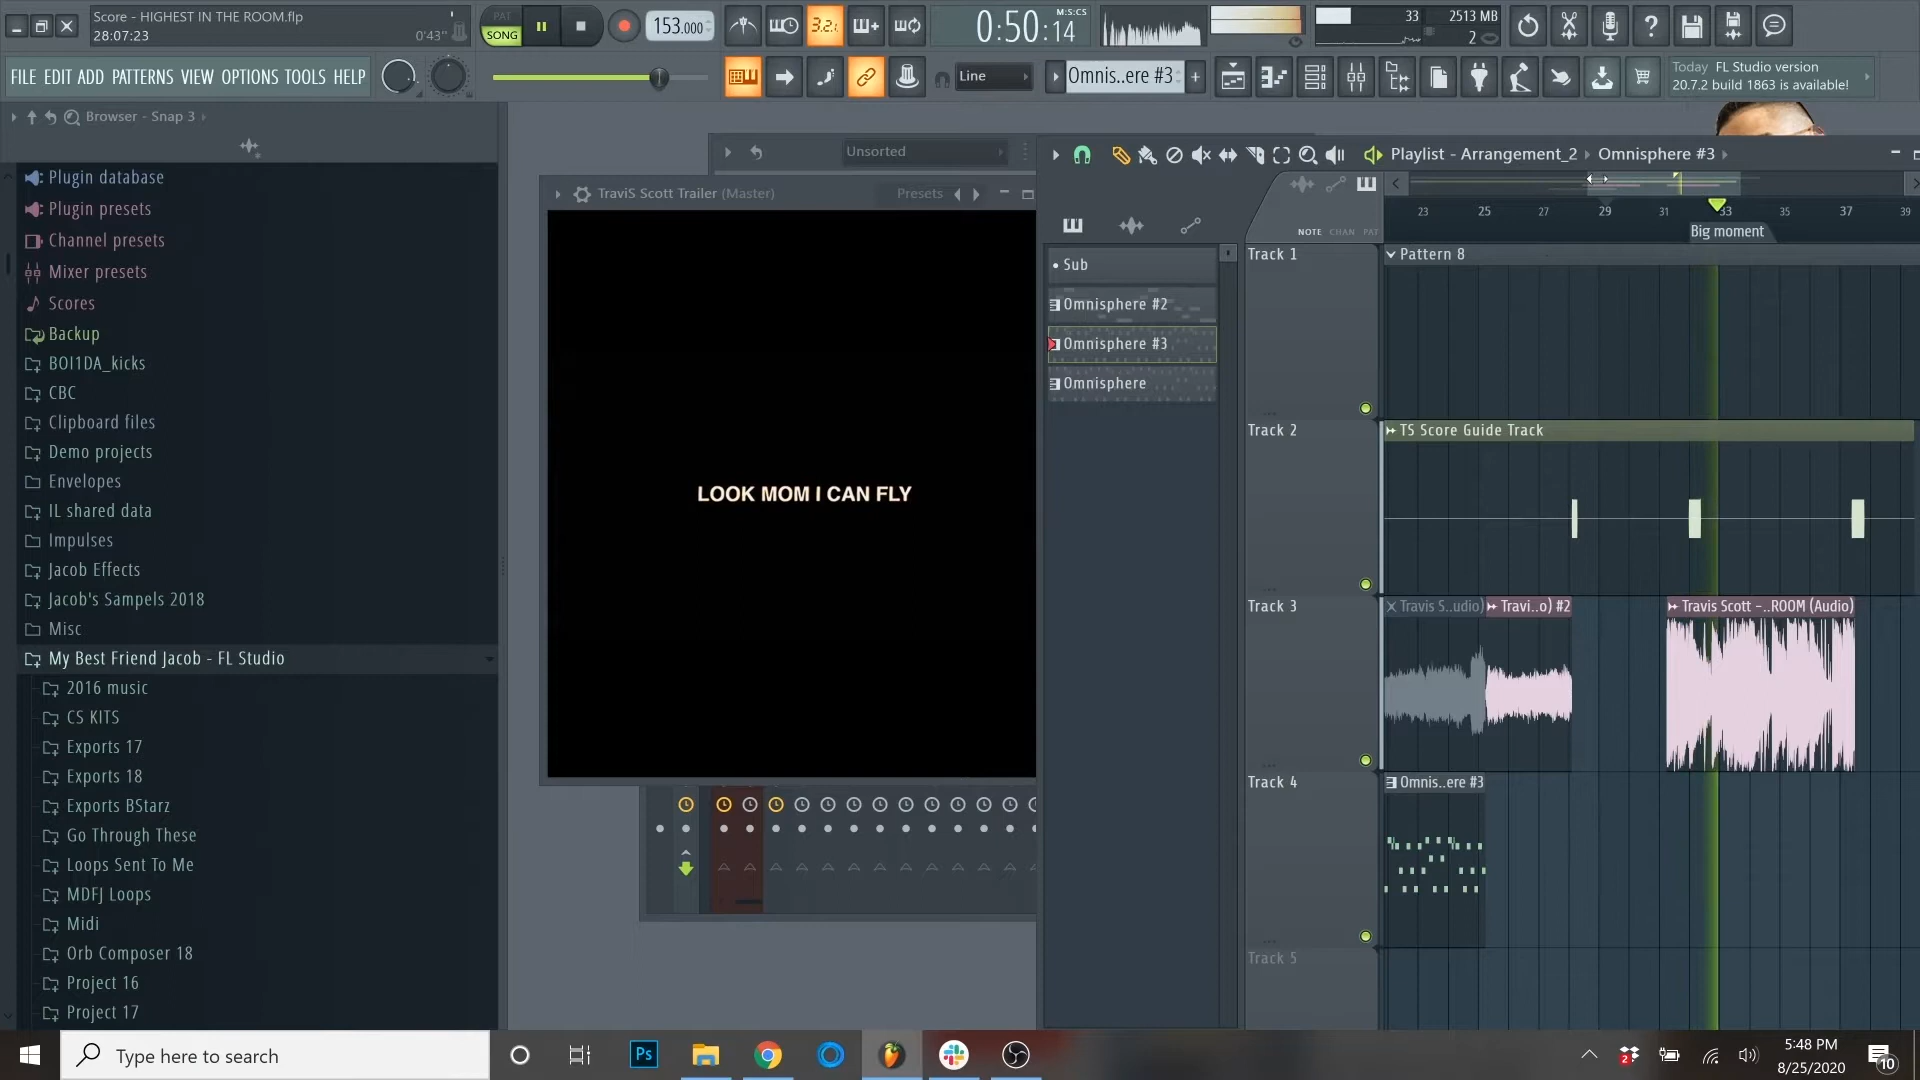 Score - HIGHEST IN THE ROOM.flp
28:07:23
0'43"
PAT
SONG
153.000
3.2.1
0:50:14
M:S:CS
33
2513 MB
2
FILE EDIT ADD PATTERNS VIEW OPTIONS TOOLS HELP
Line
Omnis..ere #3
Today FL Studio version
20.7.2 build 1863 is available!
Browser - Snap 3
Plugin database
Plugin presets
Channel presets
Mixer presets
Scores
Backup
BOI1DA_kicks
CBC
Clipboard files
Demo projects
Envelopes
IL shared data
Impulses
Jacob Effects
Jacob's Sampels 2018
Misc
My Best Friend Jacob - FL Studio
2016 music
CS KITS
Exports 17
Exports 18
Exports BStarz
Go Through These
Loops Sent To Me
MDFJ Loops
Midi
Orb Composer 18
Project 16
Project 17
Unsorted
TraviS Scott Trailer (Master)
Presets
LOOK MOM I CAN FLY
Playlist - Arrangement_2
Omnisphere #3
NOTE CHAN PAT
23 25 27 29 31 33 35 37 39
Big moment
Sub
Omnisphere #2
Omnisphere #3
Omnisphere
Track 1
Pattern 8
Track 2
TS Score Guide Track
Track 3
Travis S..udio)
Travi..o) #2
Travis Scott -..ROOM (Audio)
Track 4
Omnis..ere #3
Track 5
Type here to search
Ps
2
5:48 PM
8/25/2020
10